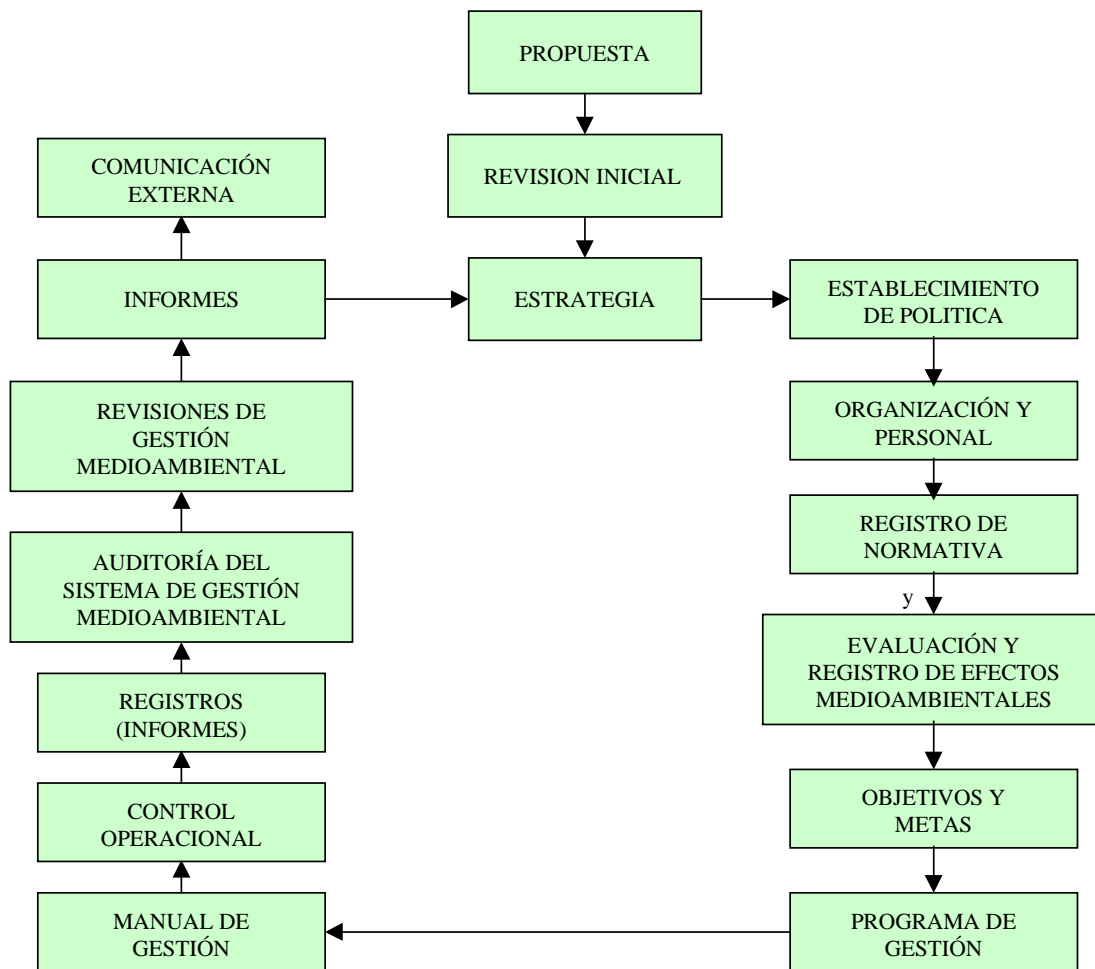 PROPUESTA
REVISION INICIAL
COMUNICACIÓN
EXTERNA
INFORMES
ESTRATEGIA
ESTABLECIMIENTO
DE POLITICA
REVISIONES DE
GESTIÓN
MEDIOAMBIENTAL
ORGANIZACIÓN Y
PERSONAL
REGISTRO DE
NORMATIVA
y
AUDITORÍA DEL
SISTEMA DE GESTIÓN
MEDIOAMBIENTAL
EVALUACIÓN Y
REGISTRO DE EFECTOS
MEDIOAMBIENTALES
REGISTROS
(INFORMES)
CONTROL
OPERACIONAL
OBJETIVOS Y
METAS
MANUAL DE
GESTIÓN
PROGRAMA DE
GESTIÓN